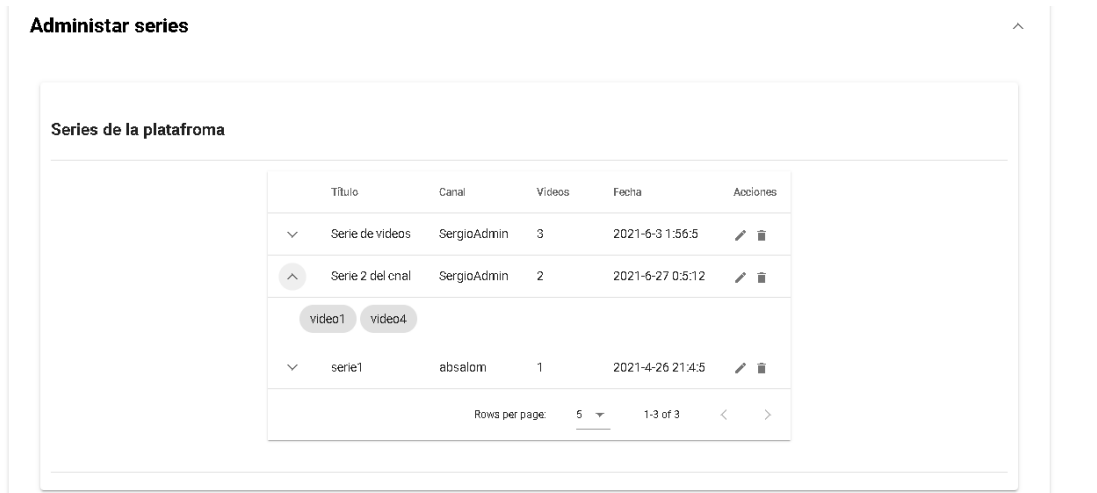 Administar series
Series de la platafroma
Título Canal Videos Fecha Acciones
Serie de videos SergioAdmin 3 2021-6-3 1:56:5
Serie 2 del cnal SergioAdmin 2 2021-6-27 0:5:12
video1 video4
serie1 absalom 1 2021-4-26 21:4:5
Rows per page: 5 1-3 of 3